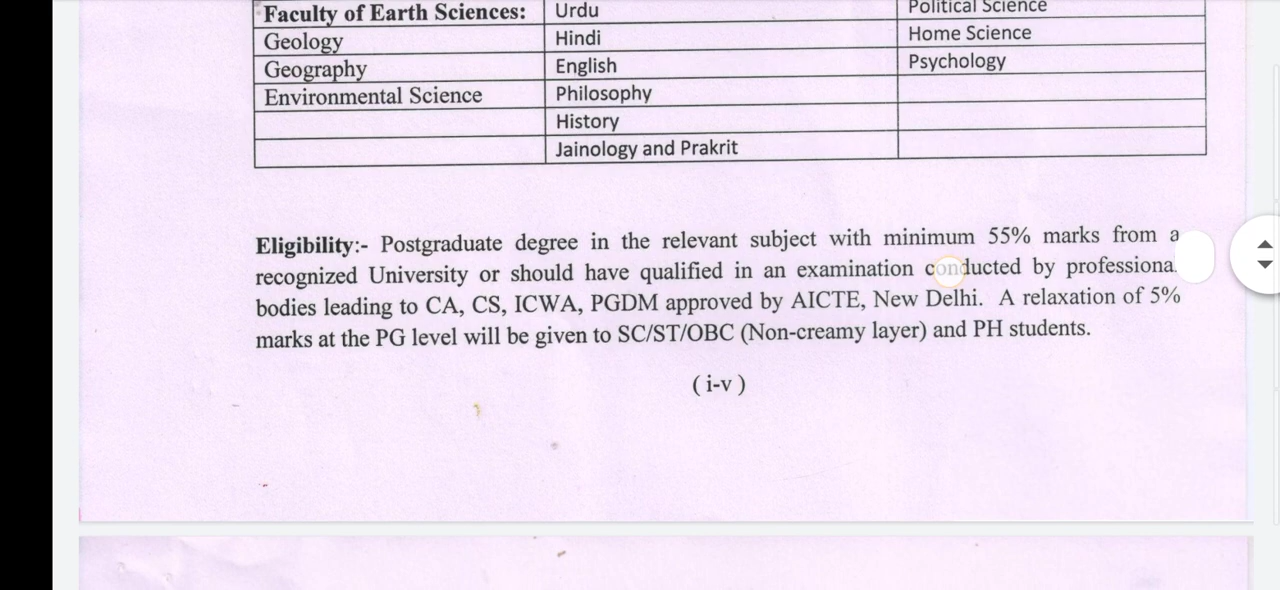 Faculty of Earth Sciences: Urdu Political Science
Geology Hindi Home Science
Geography English Psychology
Environmental Science Philosophy
History
Jainology and Prakrit
Eligibility:- Postgraduate degree in the relevant subject with minimum 55% marks from a
recognized University or should have qualified in an examination conducted by professiona
bodies leading to CA, CS, ICWA, PGDM approved by AICTE, New Delhi. A relaxation of 5%
marks at the PG level will be given to SC/ST/OBC (Non-creamy layer) and PH students.
( i-v )